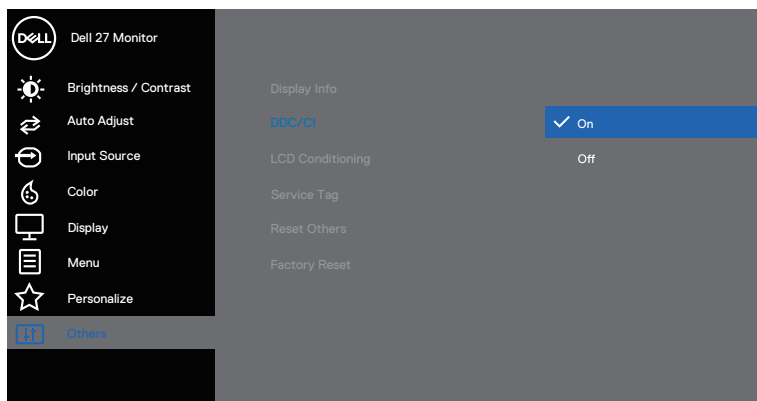 DELL
Dell 27 Monitor
Brightness / Contrast
Auto Adjust
Input Source
Color
Display
Menu
Personalize
Others
Display Info
DDC/CI
LCD Conditioning
Service Tag
Reset Others
Factory Reset
On
Off